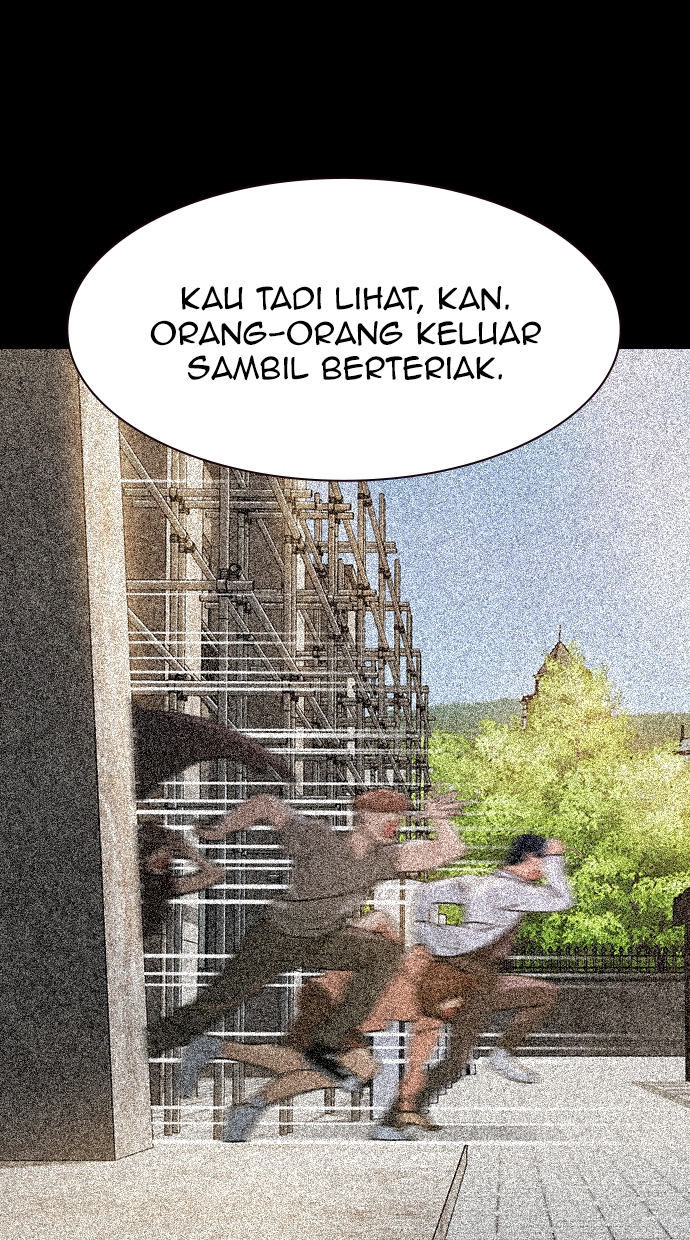 KAU TADI LIHAT, KAN.
ORANG-ORANG KELUAR
SAMBIL BERTERIAK.